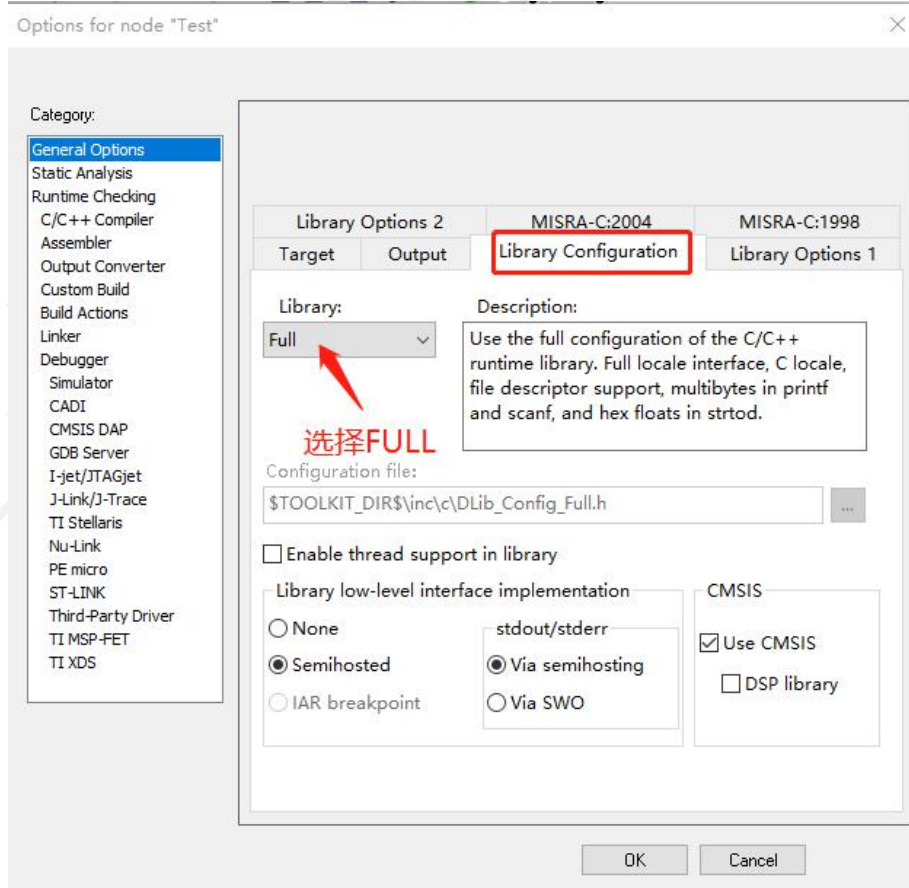 Options for node "Test"
Category:
General Options
Static Analysis
Runtime Checking
C/C++ Compiler
Assembler
Output Converter
Custom Build
Build Actions
Linker
Debugger
Simulator
CADI
CMSIS DAP
GDB Server
I-jet/JTAGjet
J-Link/J-Trace
TI Stellaris
Nu-Link
PE micro
ST-LINK
Third-Party Driver
TI MSP-FET
TI XDS
Library Options 2
MISRA-C:2004
MISRA-C:1998
Target
Output
Library Configuration
Library Options 1
Library:
Full
选择FULL
Description:
Use the full configuration of the C/C++
runtime library. Full locale interface, C locale,
file descriptor support, multibytes in printf
and scanf, and hex floats in strtod.
Configuration file:
$TOOLKIT_DIR$\inc\c\DLib_Config_Full.h
...
Enable thread support in library
Library low-level interface implementation
None
Semihosted
IAR breakpoint
stdout/stderr
Via semihosting
Via SWO
CMSIS
Use CMSIS
DSP library
OK
Cancel